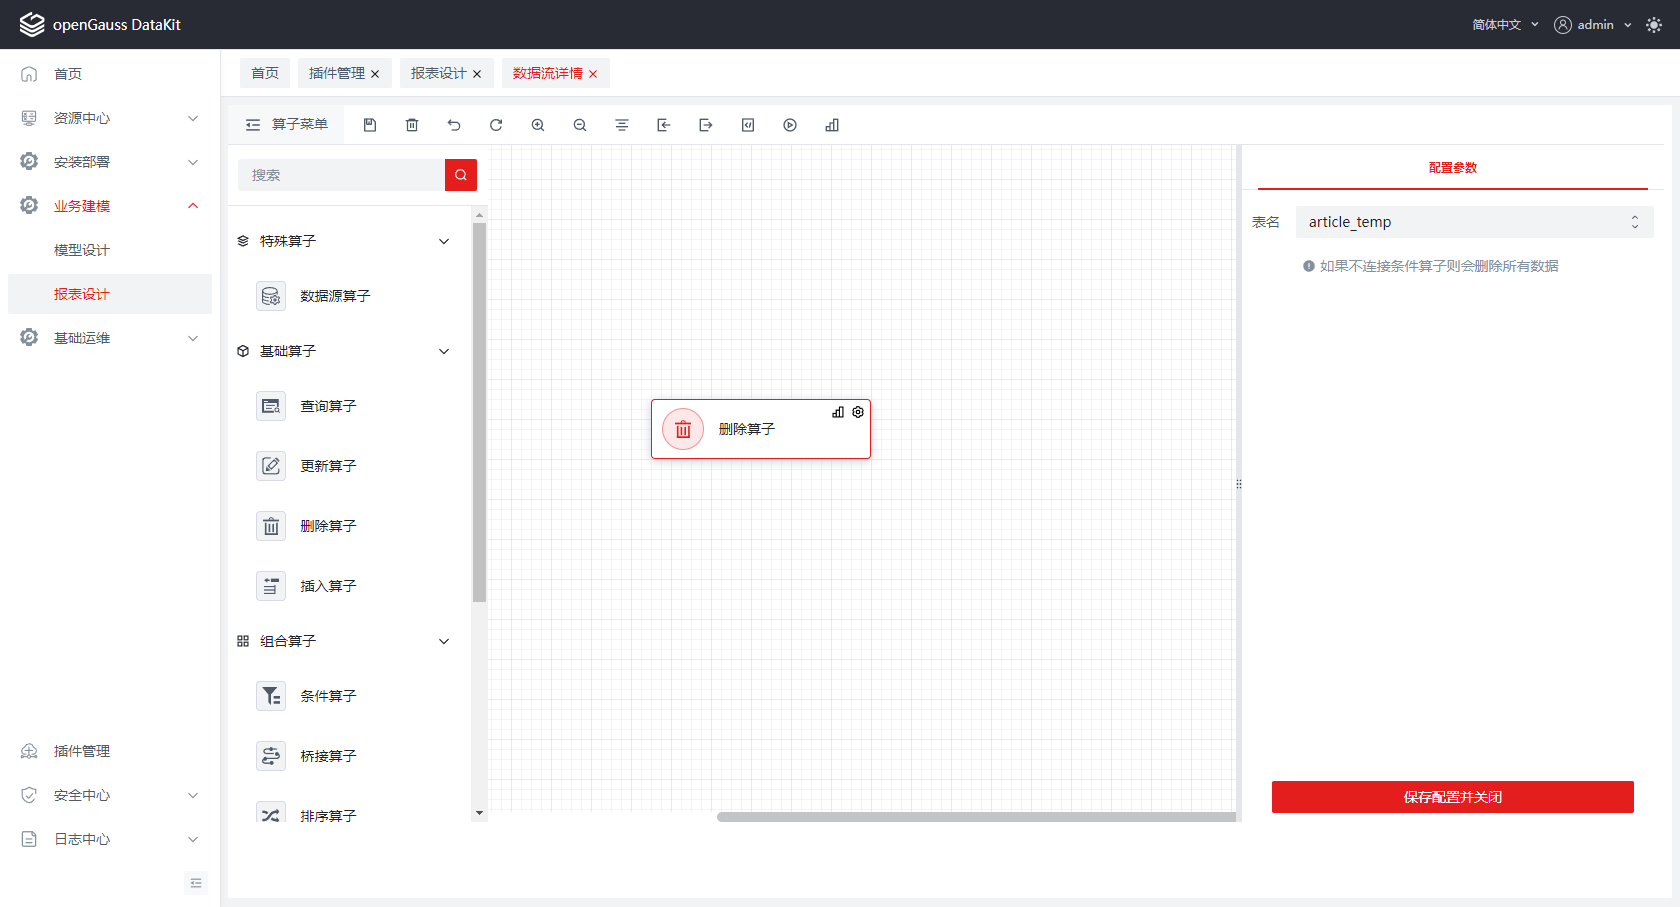 openGauss DataKit
简体中文
admin
首页
资源中心
安装部署
业务建模
模型设计
报表设计
基础运维
插件管理
安全中心
日志中心
首页
插件管理
报表设计
数据流详情
算子菜单
搜索
特殊算子
数据源算子
基础算子
查询算子
更新算子
删除算子
插入算子
组合算子
条件算子
桥接算子
排序算子
删除算子
配置参数
表名 article_temp
如果不连接条件算子则会删除所有数据
保存配置并关闭